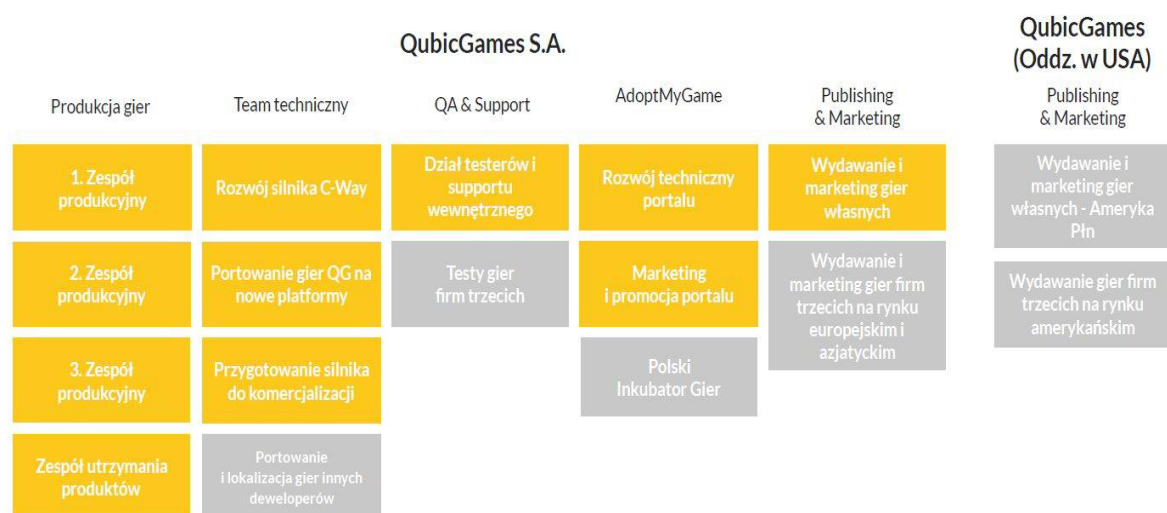 QubicGames S.A.
QubicGames
(Oddz. w USA)
Produkcja gier
Team techniczny
QA & Support
AdoptMyGame
Publishing
& Marketing
Publishing
& Marketing
1. Zespół
produkcyjny
Rozwój silnika C-Way
Dział testerów i
supportu
wewnętrznego
Rozwój techniczny
portalu
Wydawanie i
marketing gier
własnych
Wydawanie i
marketing gier
własnych - Ameryka
Płn
2. Zespół
produkcyjny
Portowanie gier QG na
nowe platformy
Testy gier
firm trzecich
Marketing
i promocja portalu
Wydawanie i
marketing gier firm
trzecich na rynku
europejskim i
azjatyckim
Wydawanie gier firm
trzecich na rynku
amerykańskim
3. Zespół
produkcyjny
Przygotowanie silnika
do komercjalizacji
Polski
Inkubator Gier
Zespół utrzymania
produktów
Portowanie
i lokalizacja gier innych
deweloperów